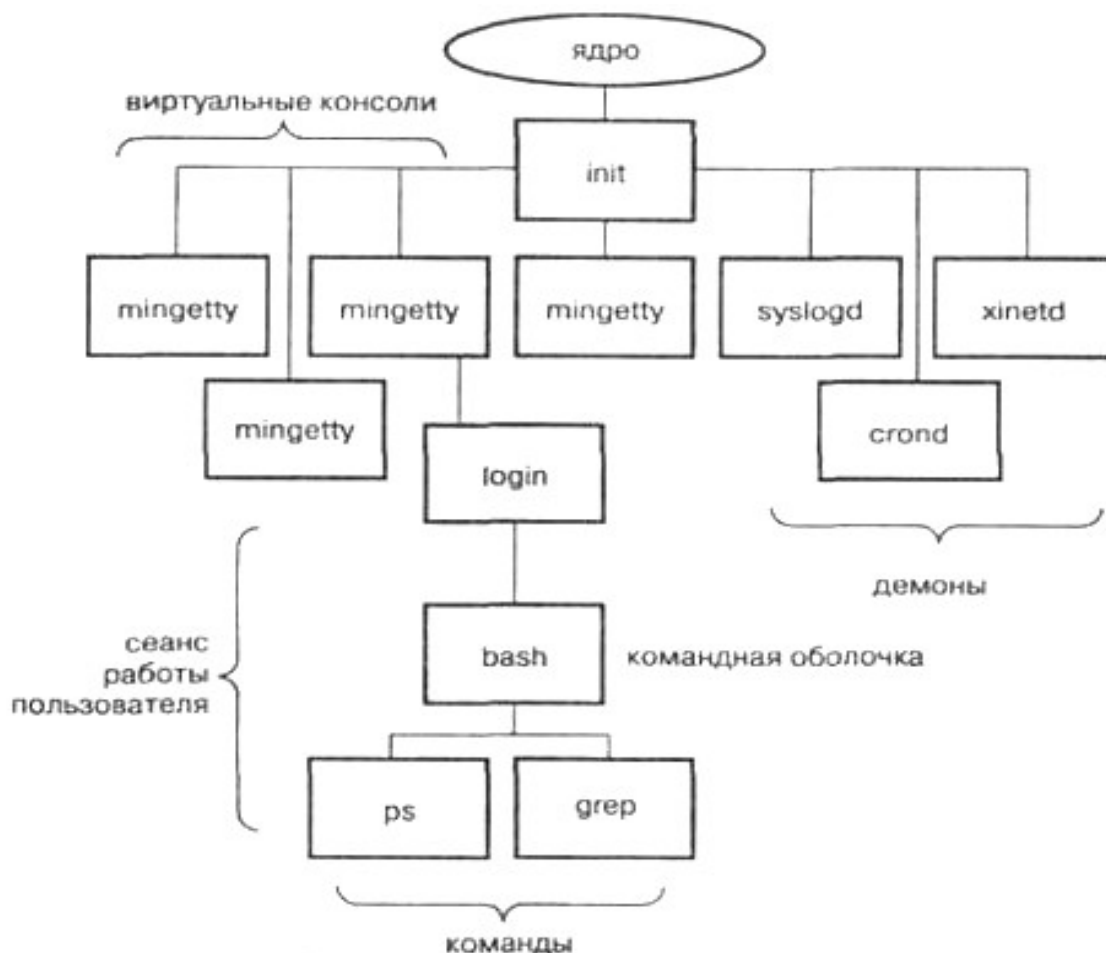 ядро
виртуальные консоли
init
mingetty
mingetty
mingetty
syslogd
xinetd
mingetty
crond
login
демоны
сеанс
работы
пользователя
bash
командная оболочка
ps
grep
команды